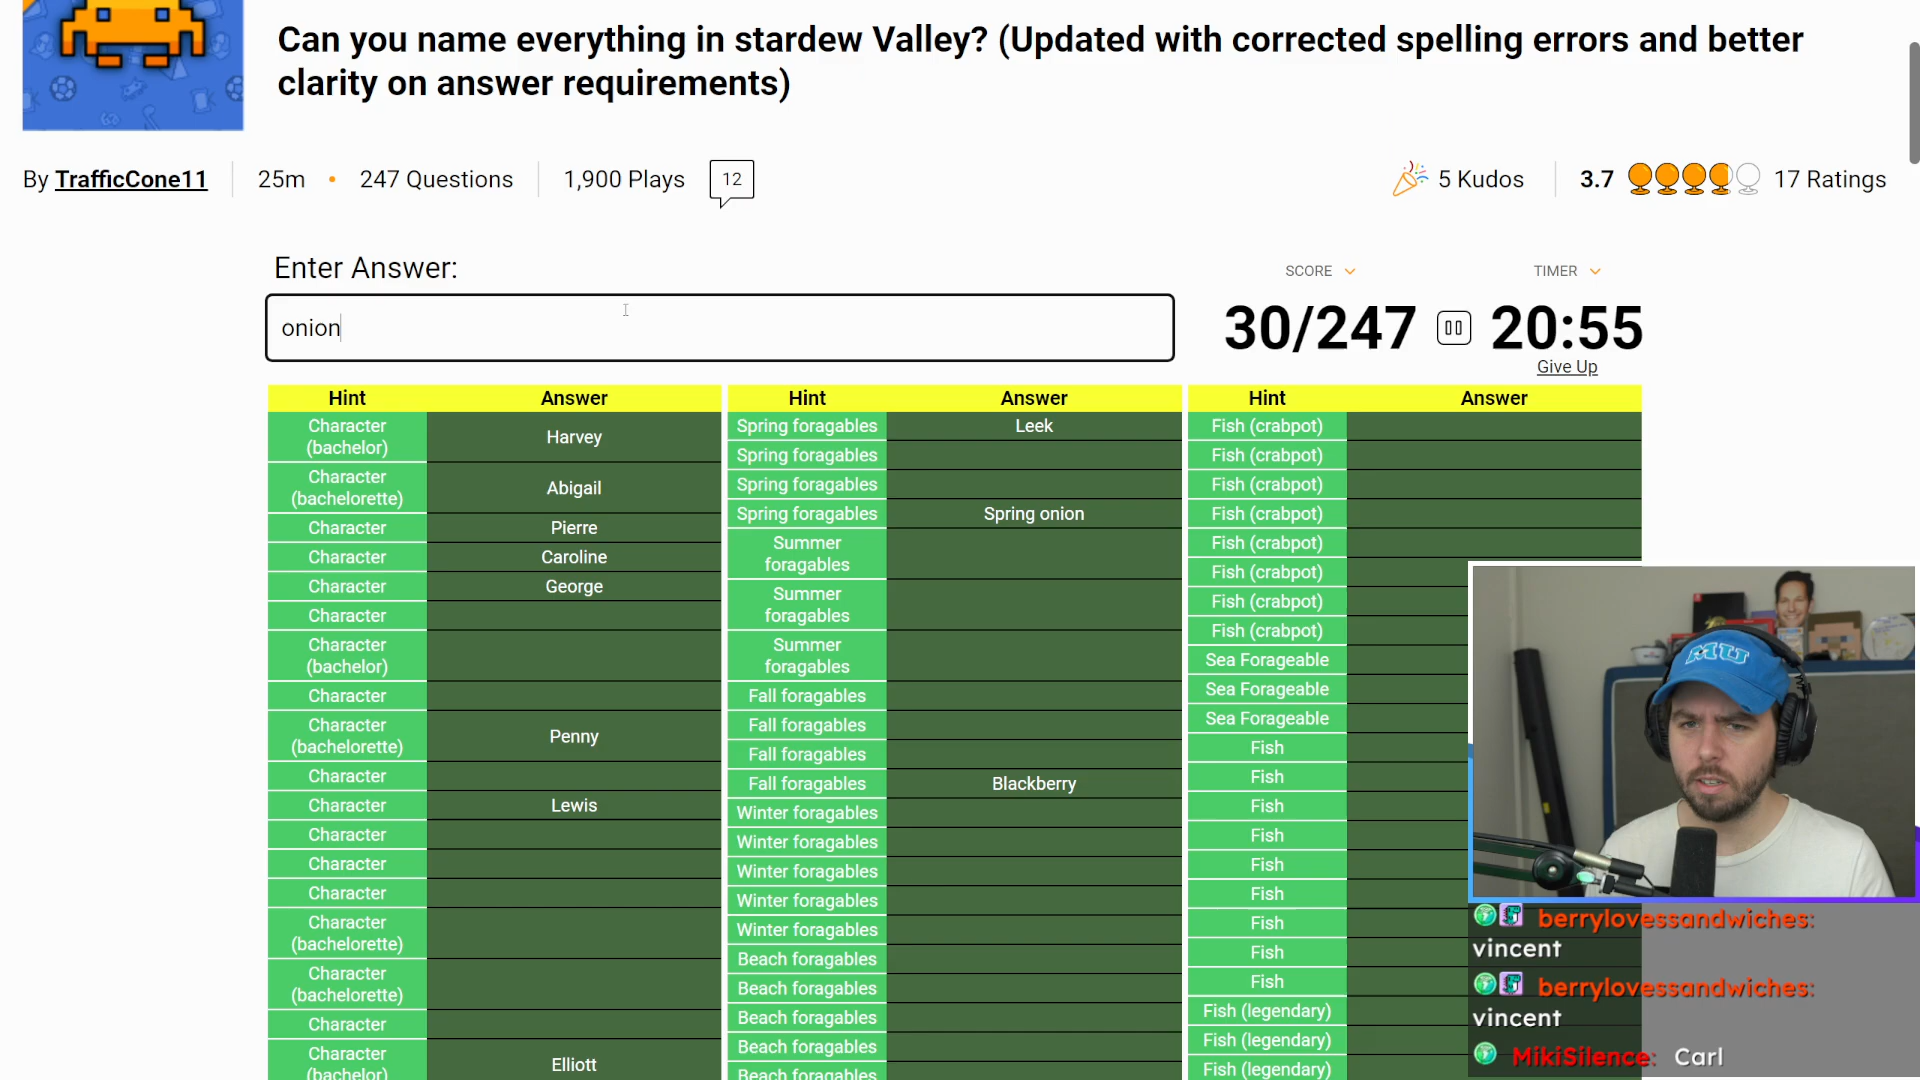 Can you name everything in stardew Valley? (Updated with corrected spelling errors and better
clarity on answer requirements)
By TrafficCone11
25m • 247 Questions
1,900 Plays
12
5 Kudos
3.7
17 Ratings
Enter Answer:
onion
SCORE
30/247
TIMER
20:55
Give Up
Hint Answer
Character
(bachelor)
Harvey
Character
(bachelorette)
Abigail
Character Pierre
Character Caroline
Character George
Character
Character
(bachelor)
Character
Character
(bachelorette)
Penny
Character
Character Lewis
Character
Character
Character
Character
(bachelorette)
Character
(bachelorette)
Character
Character
(bachelor)
Elliott
Hint Answer
Spring foragables Leek
Spring foragables
Spring foragables
Spring foragables Spring onion
Summer
foragables
Summer
foragables
Summer
foragables
Fall foragables
Fall foragables
Fall foragables
Fall foragables Blackberry
Winter foragables
Winter foragables
Winter foragables
Winter foragables
Winter foragables
Beach foragables
Beach foragables
Beach foragables
Beach foragables
Beach foragables
Hint Answer
Fish (crabpot)
Fish (crabpot)
Fish (crabpot)
Fish (crabpot)
Fish (crabpot)
Fish (crabpot)
Fish (crabpot)
Fish (crabpot)
Sea Forageable
Sea Forageable
Sea Forageable
Fish
Fish
Fish
Fish
Fish
Fish
Fish
Fish
Fish
Fish (legendary)
Fish (legendary)
Fish (legendary)
MU
berrylovessandwiches:
vincent
berrylovessandwiches:
vincent
MikiSilence: Carl